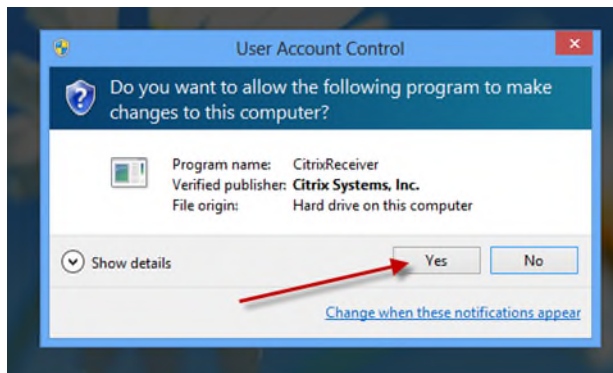 User Account Control
Do you want to allow the following program to make
changes to this computer?
Program name: CitrixReceiver
Verified publisher: Citrix Systems, Inc.
File origin: Hard drive on this computer
Show details
Yes
No
Change when these notifications appear